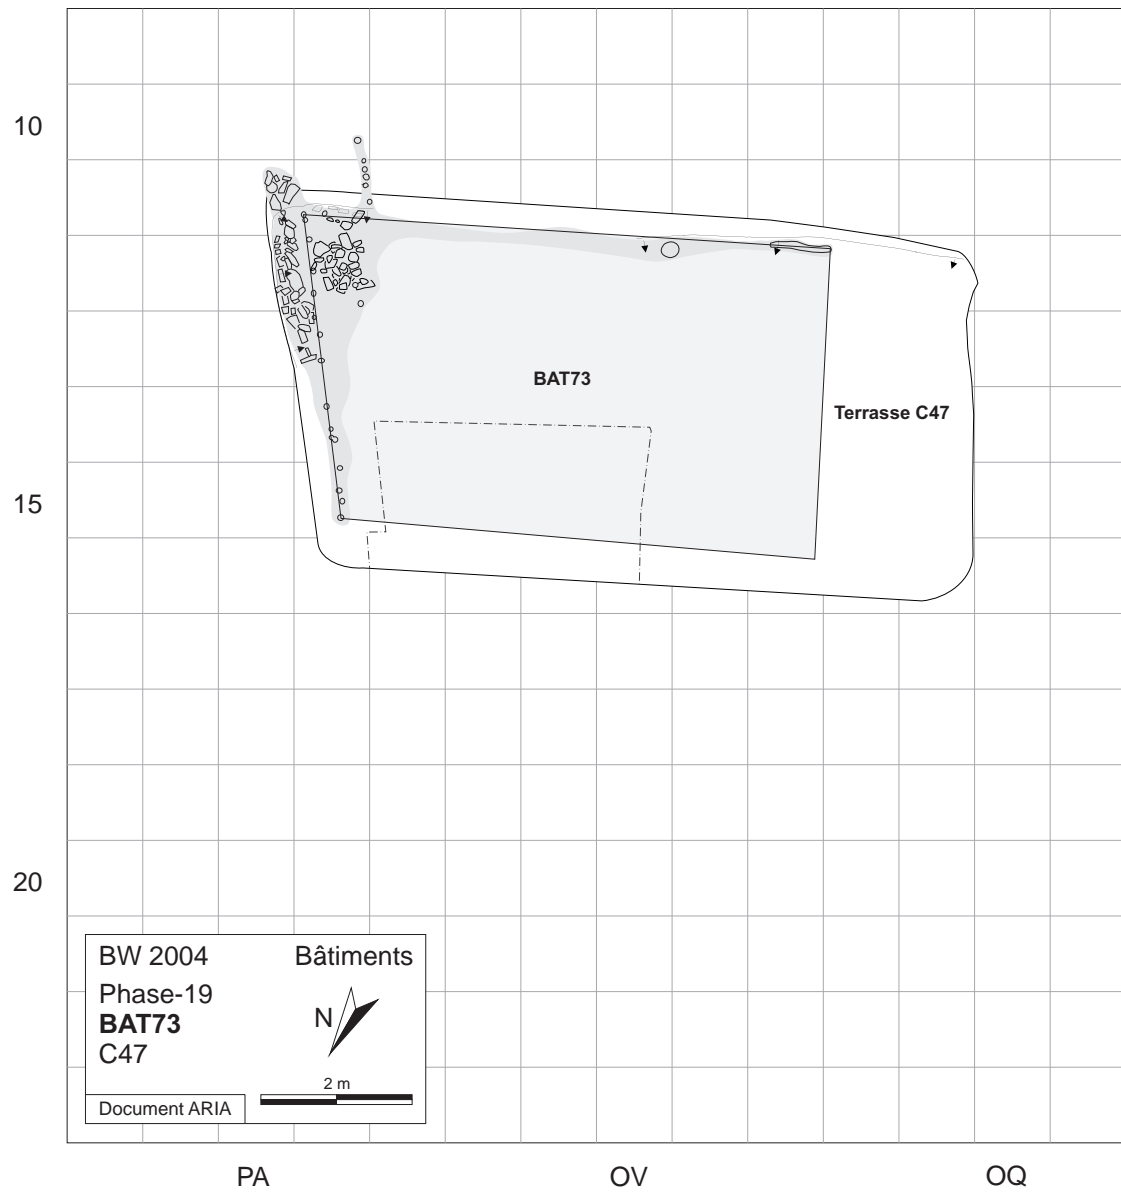 10
BAT73
Terrasse C47
15
20
BW 2004 Bâtiments
Phase-19
BAT73
C47
N
2 m
Document ARIA
PA OV OQ